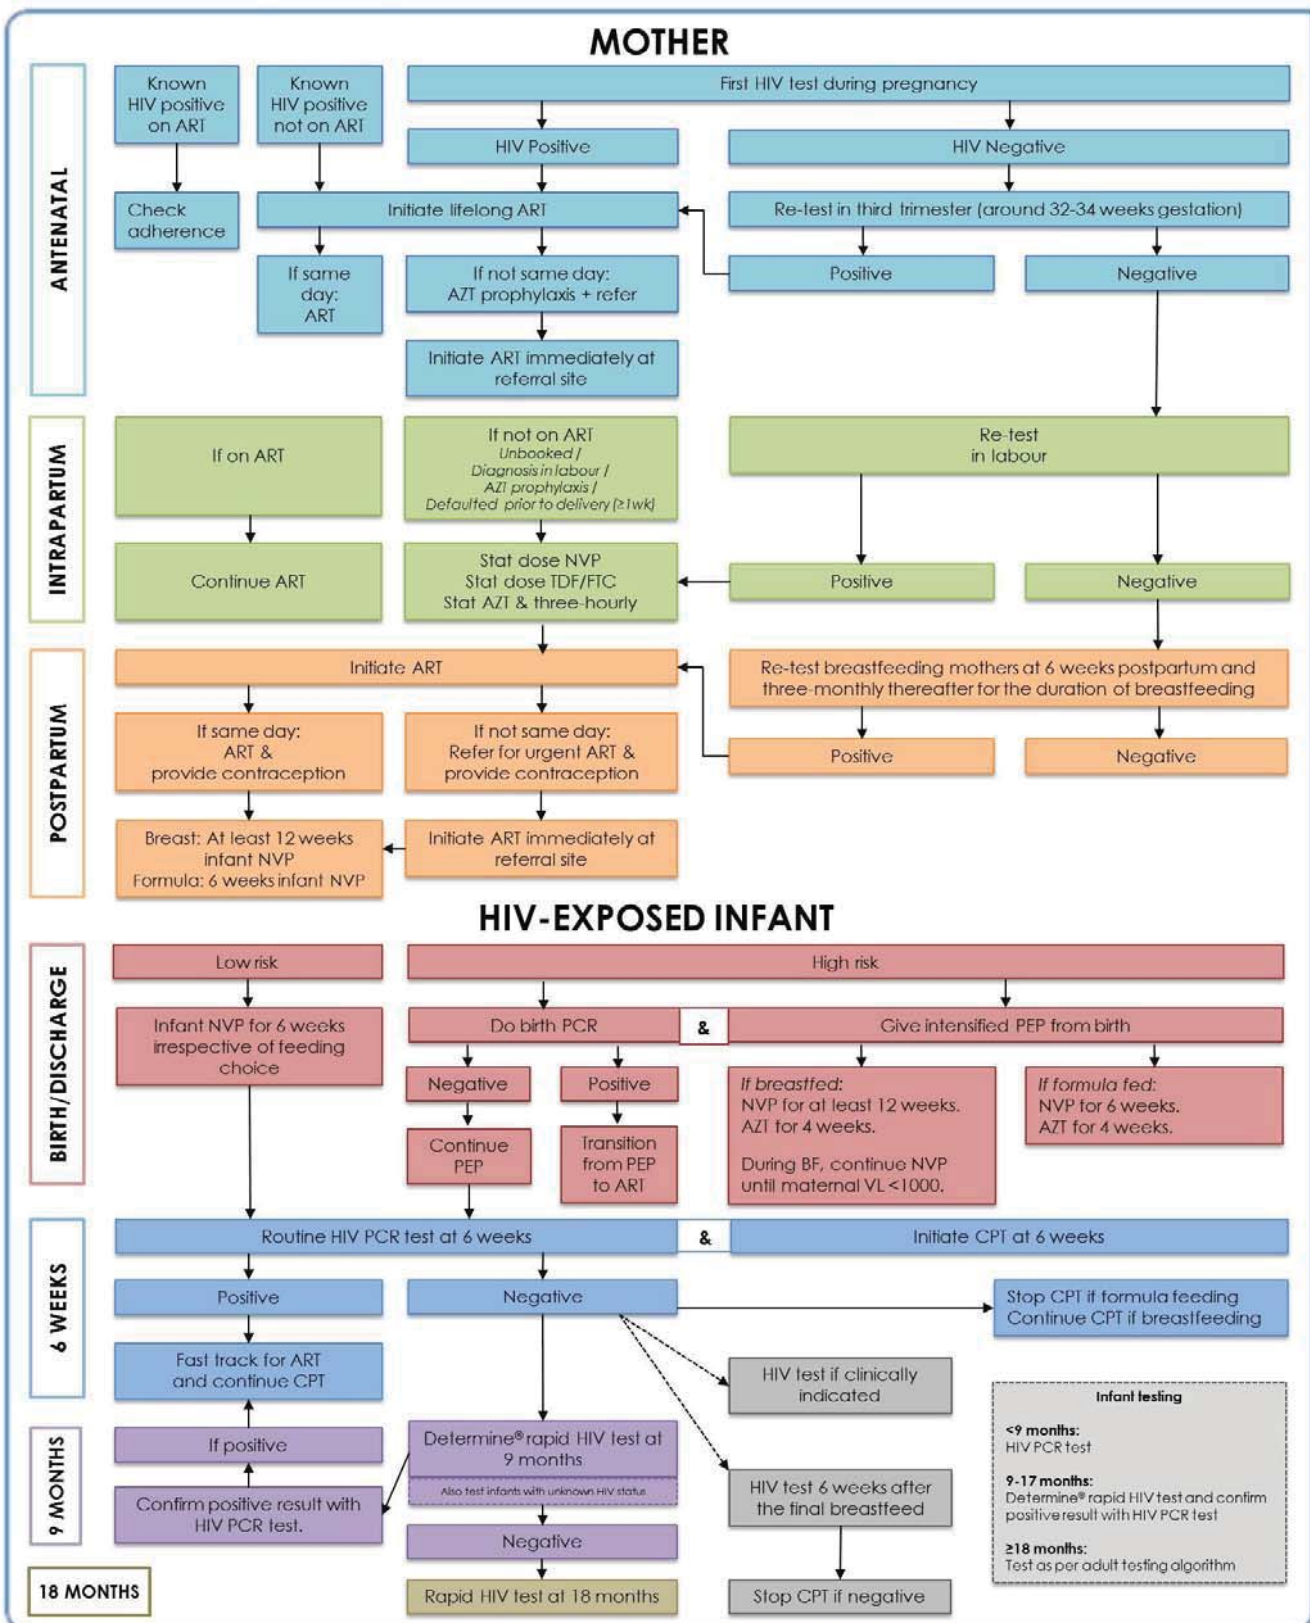 MOTHER
ANTENATAL
Known
HIV positive
on ART
Known
HIV positive
not on ART
First HIV test during pregnancy
HIV Positive
HIV Negative
Check
adherence
Initiate lifelong ART
Re-test in third trimester (around 32-34 weeks gestation)
If same
day:
ART
If not same day:
AZT prophylaxis + refer
Positive
Negative
Initiate ART immediately at
referral site
INTRAPARTUM
If on ART
If not on ART
Unbooked /
Diagnosis in labour /
AZT prophylaxis /
Defaulted prior to delivery (≥1wk)
Re-test
in labour
Continue ART
Stat dose NVP
Stat dose TDF/FTC
Stat AZT & three-hourly
Positive
Negative
POSTPARTUM
Initiate ART
Re-test breastfeeding mothers at 6 weeks postpartum and
three-monthly thereafter for the duration of breastfeeding
If same day:
ART &
provide contraception
If not same day:
Refer for urgent ART &
provide contraception
Positive
Negative
Breast: At least 12 weeks
infant NVP
Formula: 6 weeks infant NVP
Initiate ART immediately at
referral site
HIV-EXPOSED INFANT
BIRTH/DISCHARGE
Low risk
High risk
Infant NVP for 6 weeks
irrespective of feeding
choice
Do birth PCR
&
Give intensified PEP from birth
Negative
Positive
If breastfed:
NVP for at least 12 weeks.
AZT for 4 weeks.
During BF, continue NVP
until maternal VL <1000.
If formula fed:
NVP for 6 weeks.
AZT for 4 weeks.
Continue
PEP
Transition
from PEP
to ART
6 WEEKS
Routine HIV PCR test at 6 weeks
&
Initiate CPT at 6 weeks
Positive
Negative
Stop CPT if formula feeding
Continue CPT if breastfeeding
Fast track for ART
and continue CPT
HIV test if clinically
indicated
9 MONTHS
If positive
Determine® rapid HIV test at
9 months
Also test infants with unknown HIV status
Confirm positive result with
HIV PCR test.
HIV test 6 weeks after
the final breastfeed
Negative
Infant testing
<9 months:
HIV PCR test
9-17 months:
Determine® rapid HIV test and confirm
positive result with HIV PCR test
≥18 months:
Test as per adult testing algorithm
18 MONTHS
Rapid HIV test at 18 months
Stop CPT if negative